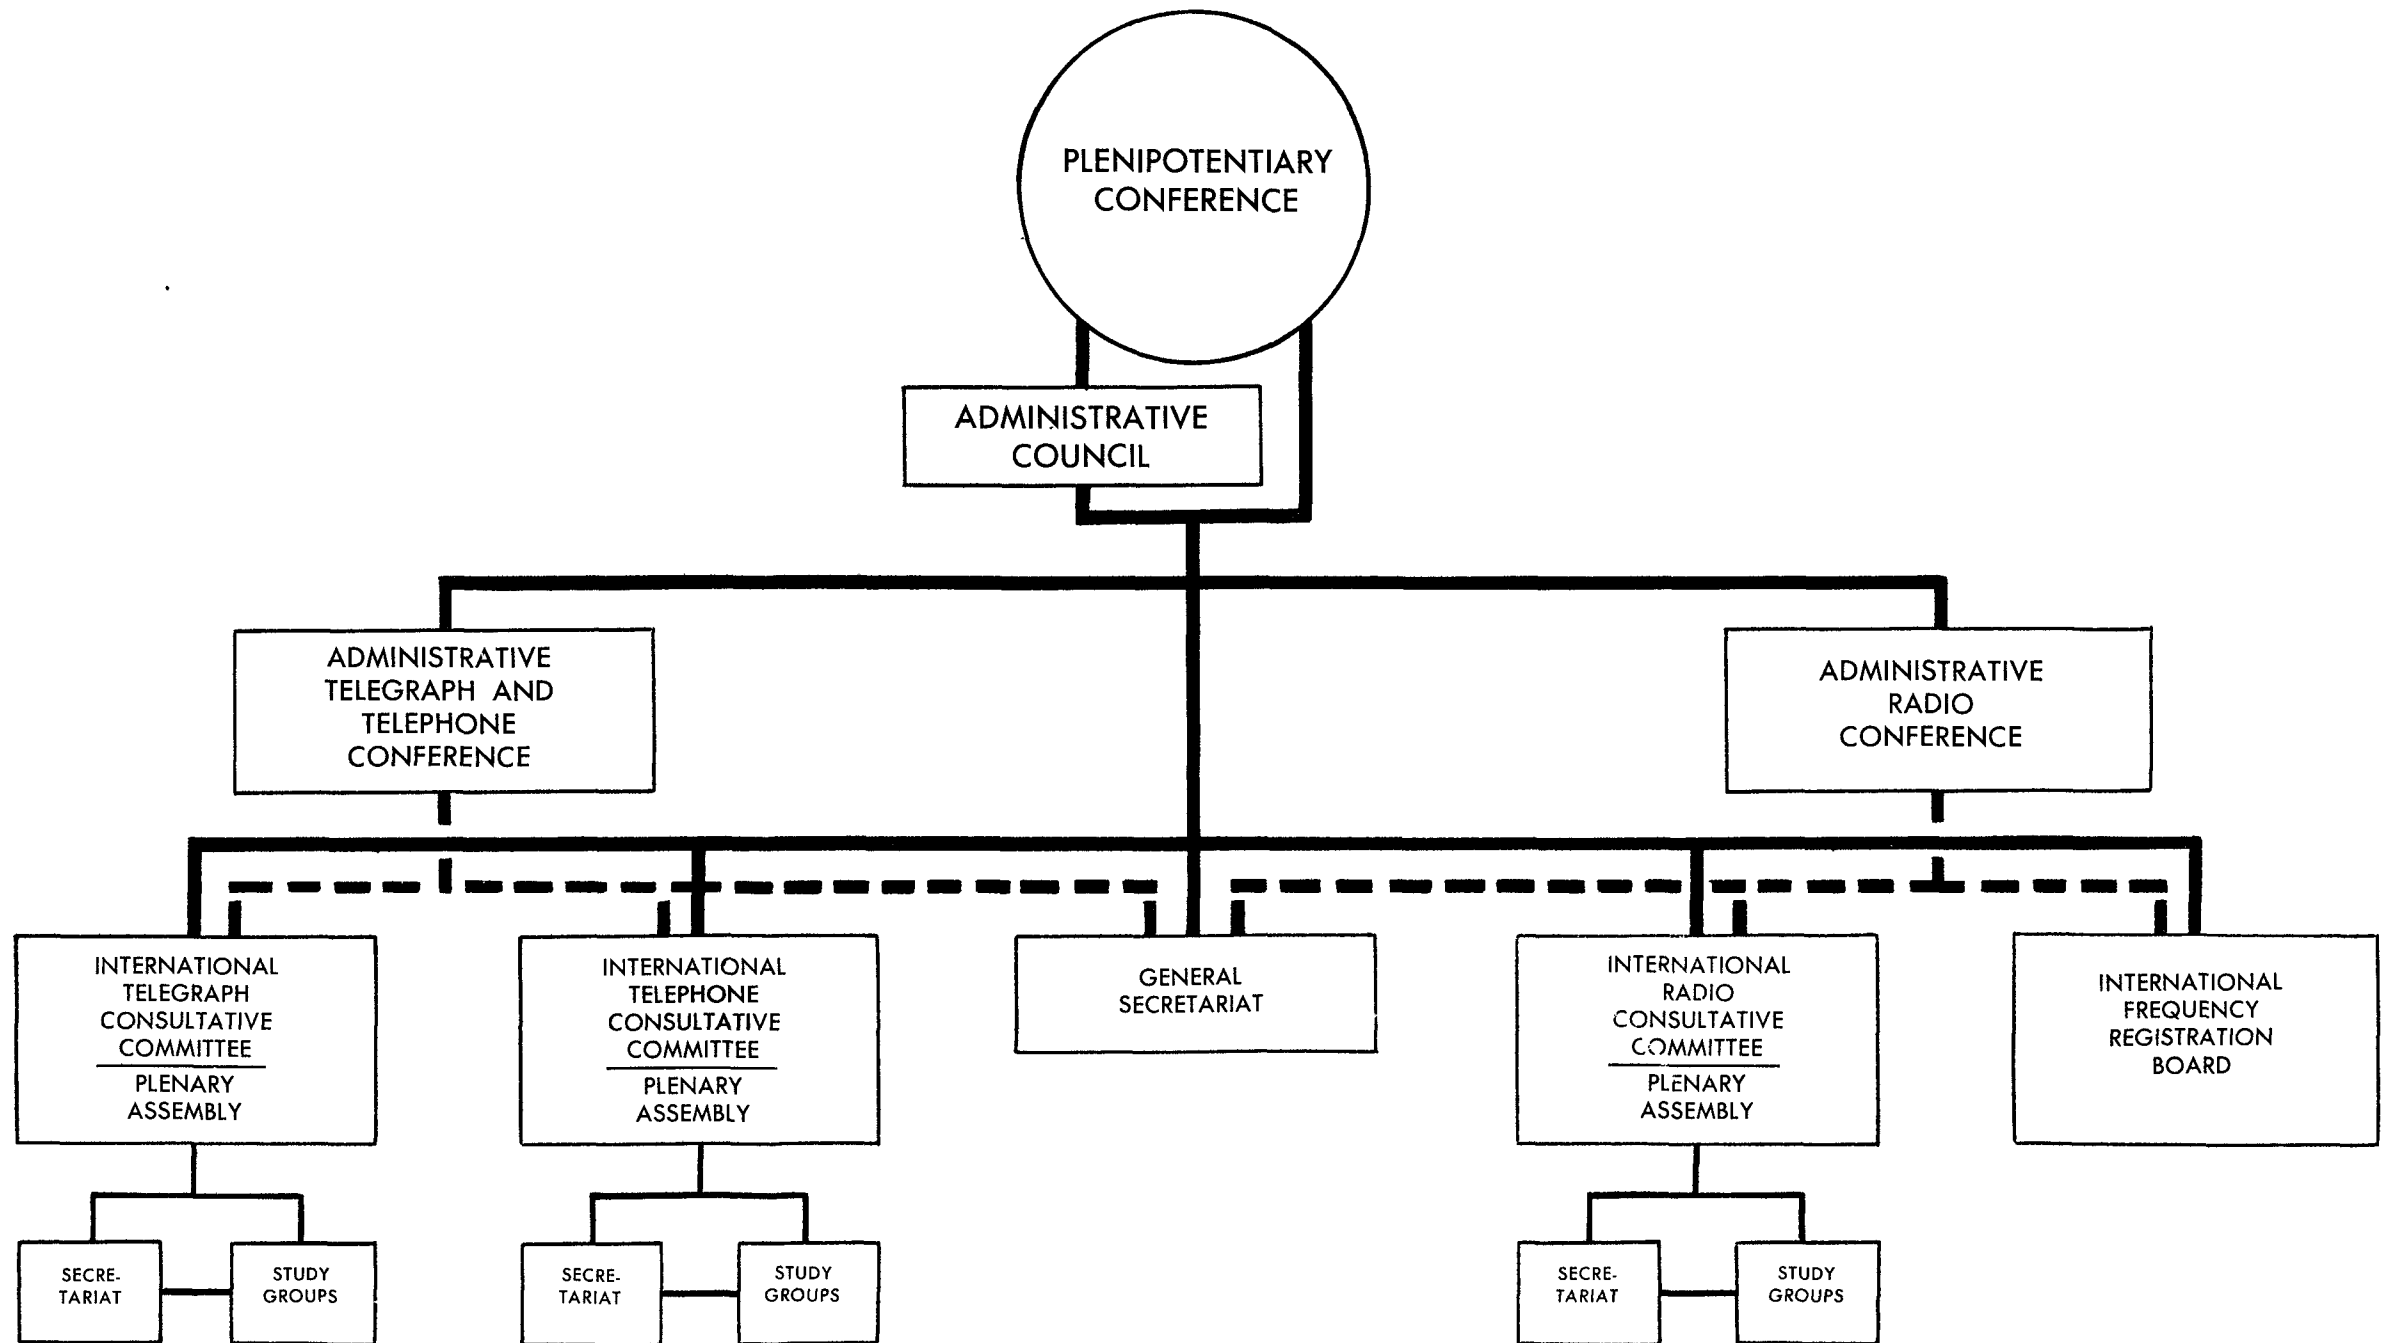 PLENIPOTENTIARY
CONFERENCE
ADMINISTRATIVE
COUNCIL
ADMINISTRATIVE
TELEGRAPH AND
TELEPHONE
CONFERENCE
ADMINISTRATIVE
RADIO
CONFERENCE
INTERNATIONAL
TELEGRAPH
CONSULTATIVE
COMMITTEE
PLENARY
ASSEMBLY
INTERNATIONAL
TELEPHONE
CONSULTATIVE
COMMITTEE
PLENARY
ASSEMBLY
GENERAL
SECRETARIAT
INTERNATIONAL
RADIO
CONSULTATIVE
COMMITTEE
PLENARY
ASSEMBLY
INTERNATIONAL
FREQUENCY
REGISTRATION
BOARD
SECRE-
TARIAT
STUDY
GROUPS
SECRE-
TARIAT
STUDY
GROUPS
SECRE-
TARIAT
STUDY
GROUPS